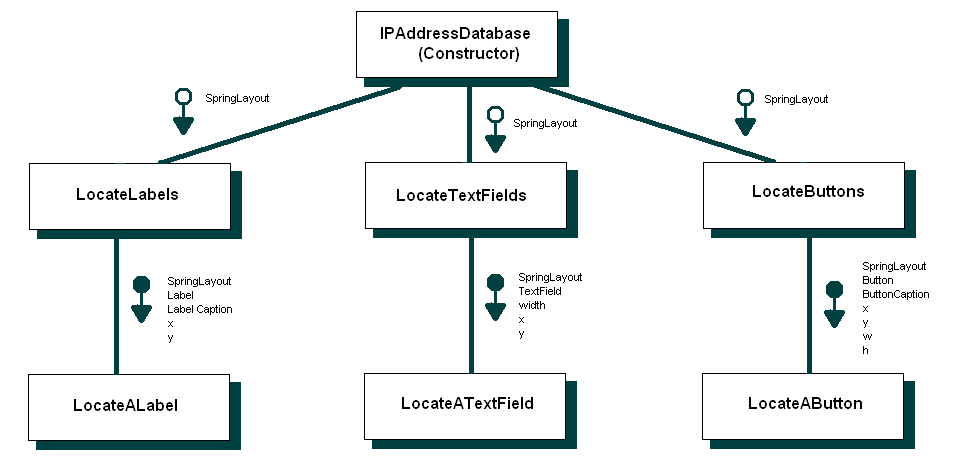 IPAddressDatabase
(Constructor)
SpringLayout
SpringLayout
SpringLayout
LocateLabels
LocateTextFields
LocateButtons
SpringLayout
Label
Label Caption
x
y
SpringLayout
TextField
width
x
y
SpringLayout
Button
ButtonCaption
x
y
w
h
LocateALabel
LocateATextField
LocateAButton